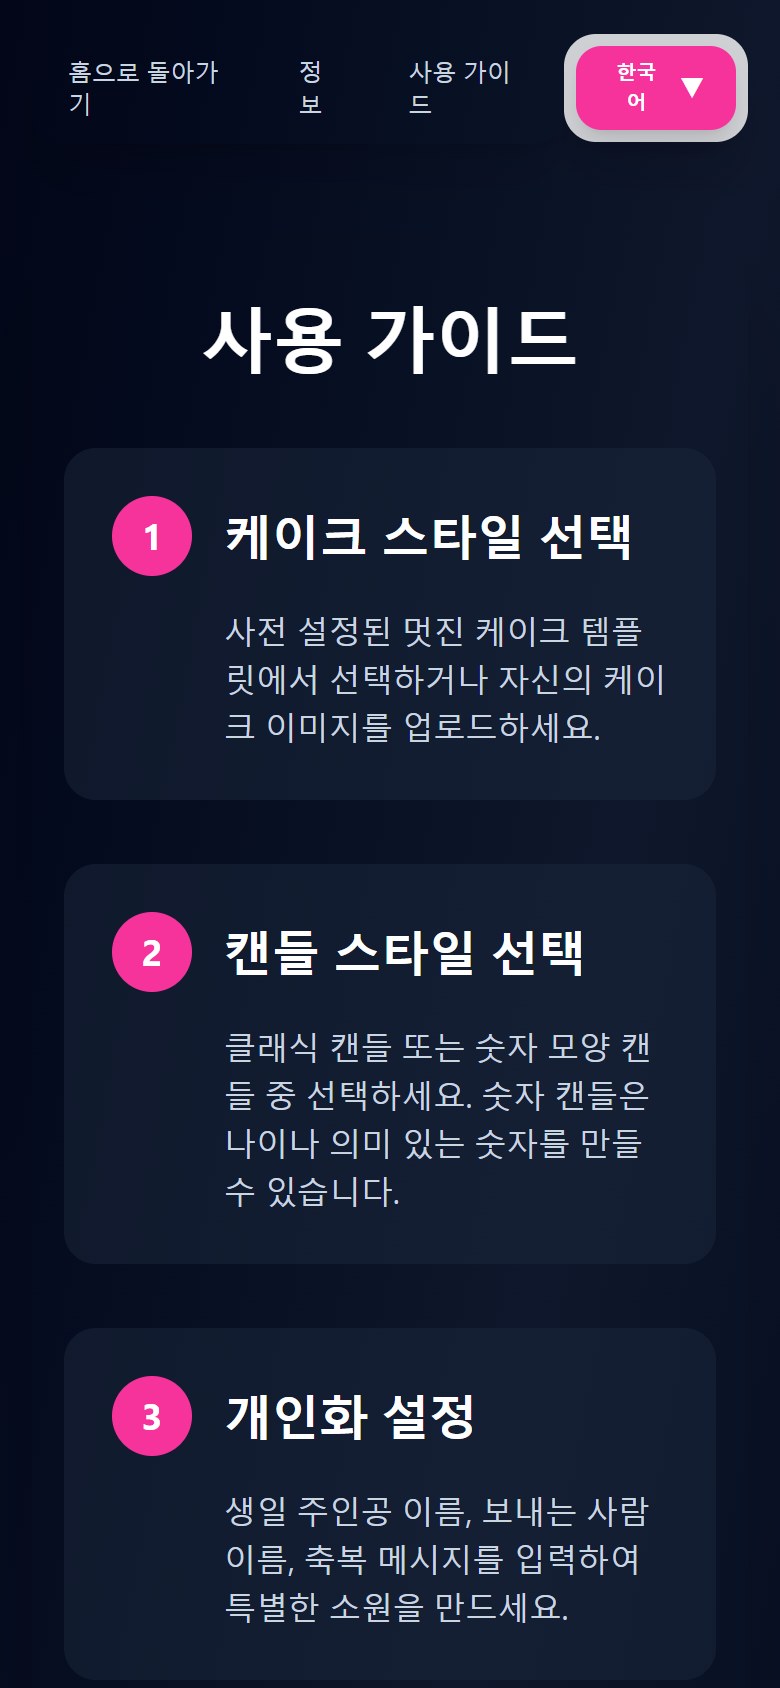 홈으로 돌아가
기
정
보
사용 가이
드
한국
어
▼
사용 가이드
1
케이크 스타일 선택
사전 설정된 멋진 케이크 템플
릿에서 선택하거나 자신의 케이
크 이미지를 업로드하세요.
2
캔들 스타일 선택
클래식 캔들 또는 숫자 모양 캔
들 중 선택하세요. 숫자 캔들은
나이나 의미 있는 숫자를 만들
수 있습니다.
3
개인화 설정
생일 주인공 이름, 보내는 사람
이름, 축복 메시지를 입력하여
특별한 소원을 만드세요.